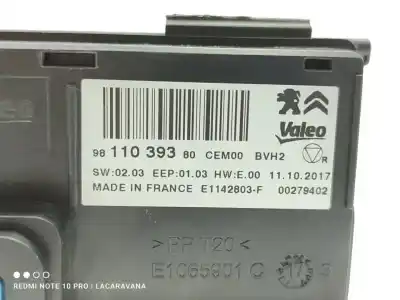 Valeo
98 110 393 80 CEM00 BVH2 R
SW:02.03 EEP:01.03 HW:E.00 11.10.2017
MADE IN FRANCE E1142803-F 00279402
>PP T20<
E1065901 C
REDMI NOTE 10 PRO | LACARAVANA